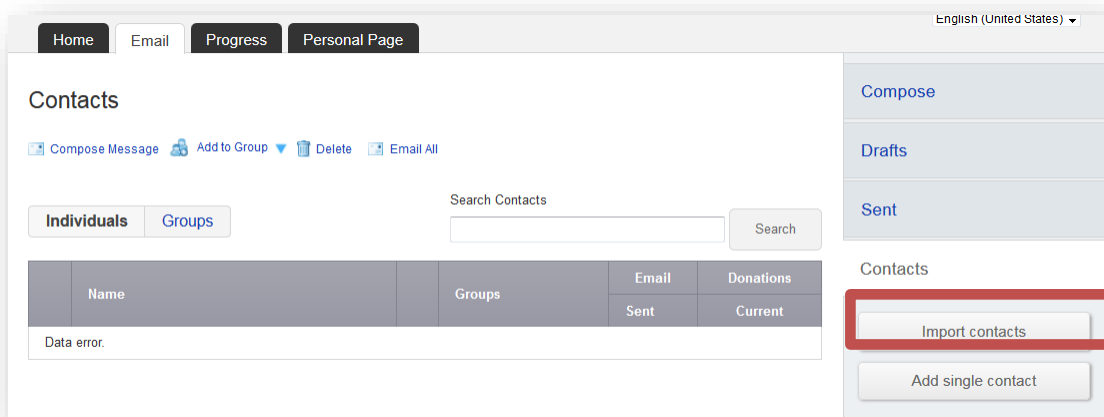 English (United States)
Home Email Progress Personal Page
Contacts
Compose Message Add to Group Delete Email All
Search Contacts
Individuals Groups
Search
Name Groups Email Donations
Sent Current
Data error.
Compose
Drafts
Sent
Contacts
Import contacts
Add single contact